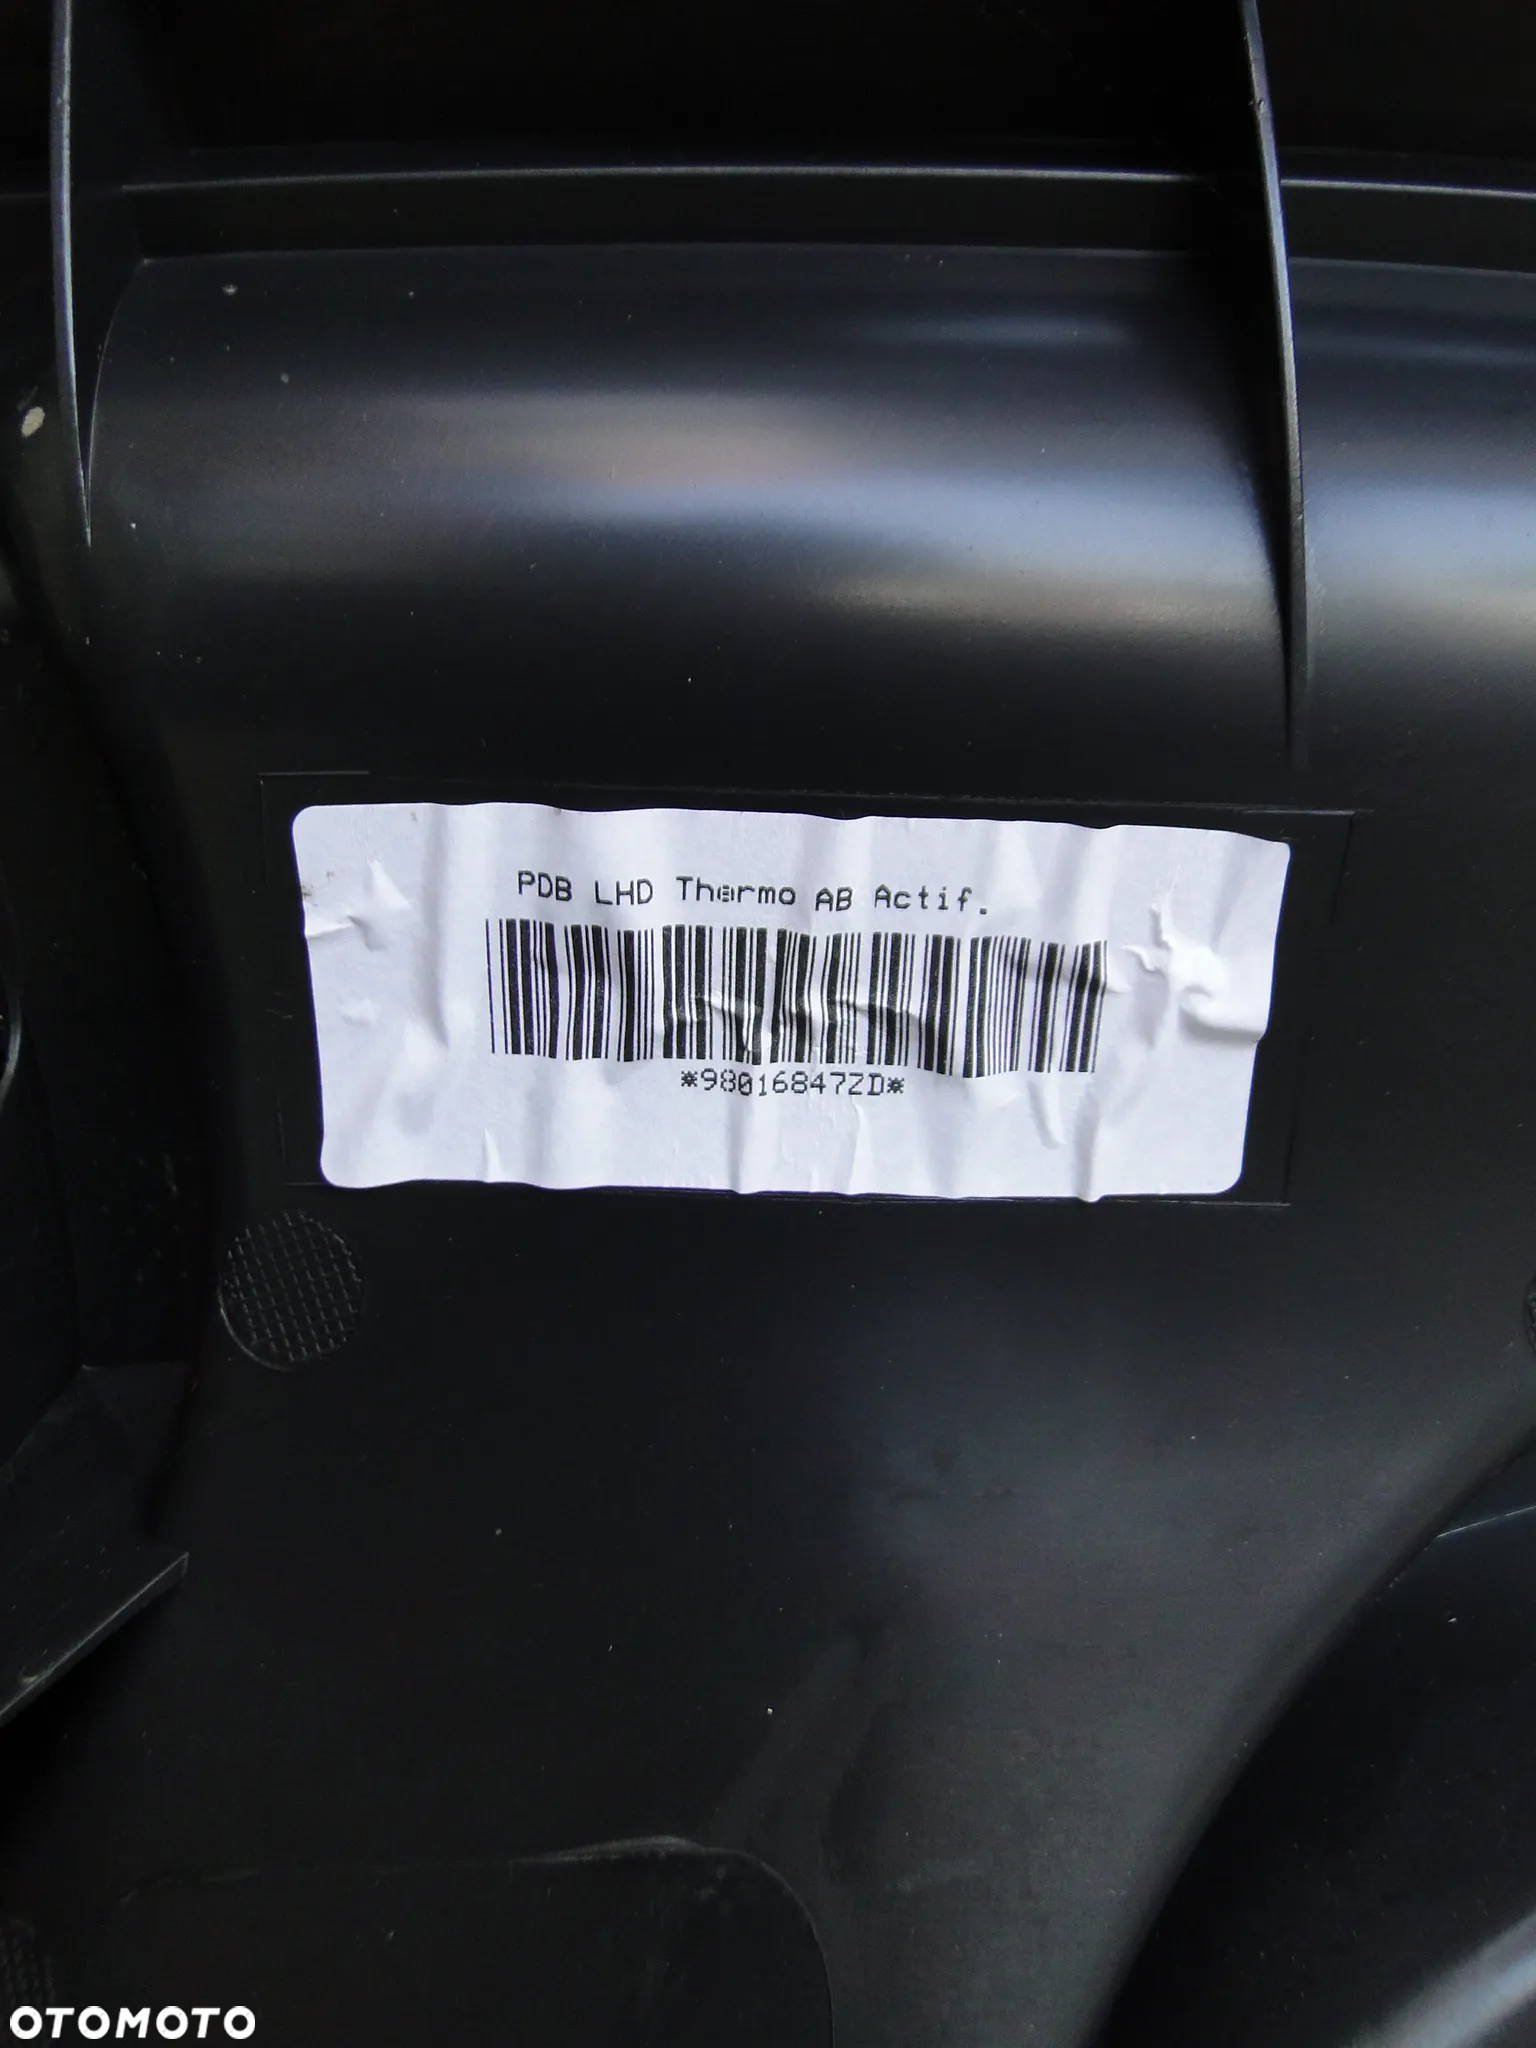 PDB LHD Thermo AB Actif.
*98016847ZD*
OTOMOTO